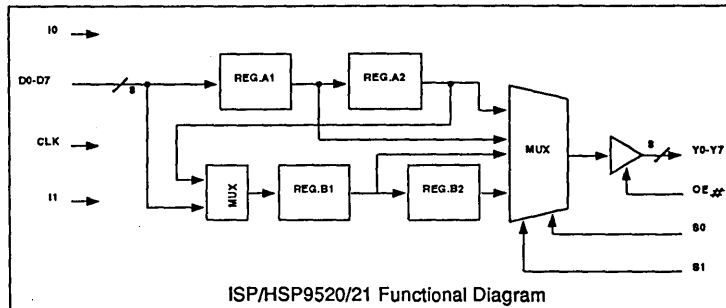 I0
D0-D7
8
REG.A1
REG.A2
MUX
8
Y0-Y7
CLK
I1
MUX
REG.B1
REG.B2
OE#
S0
S1
ISP/HSP9520/21 Functional Diagram